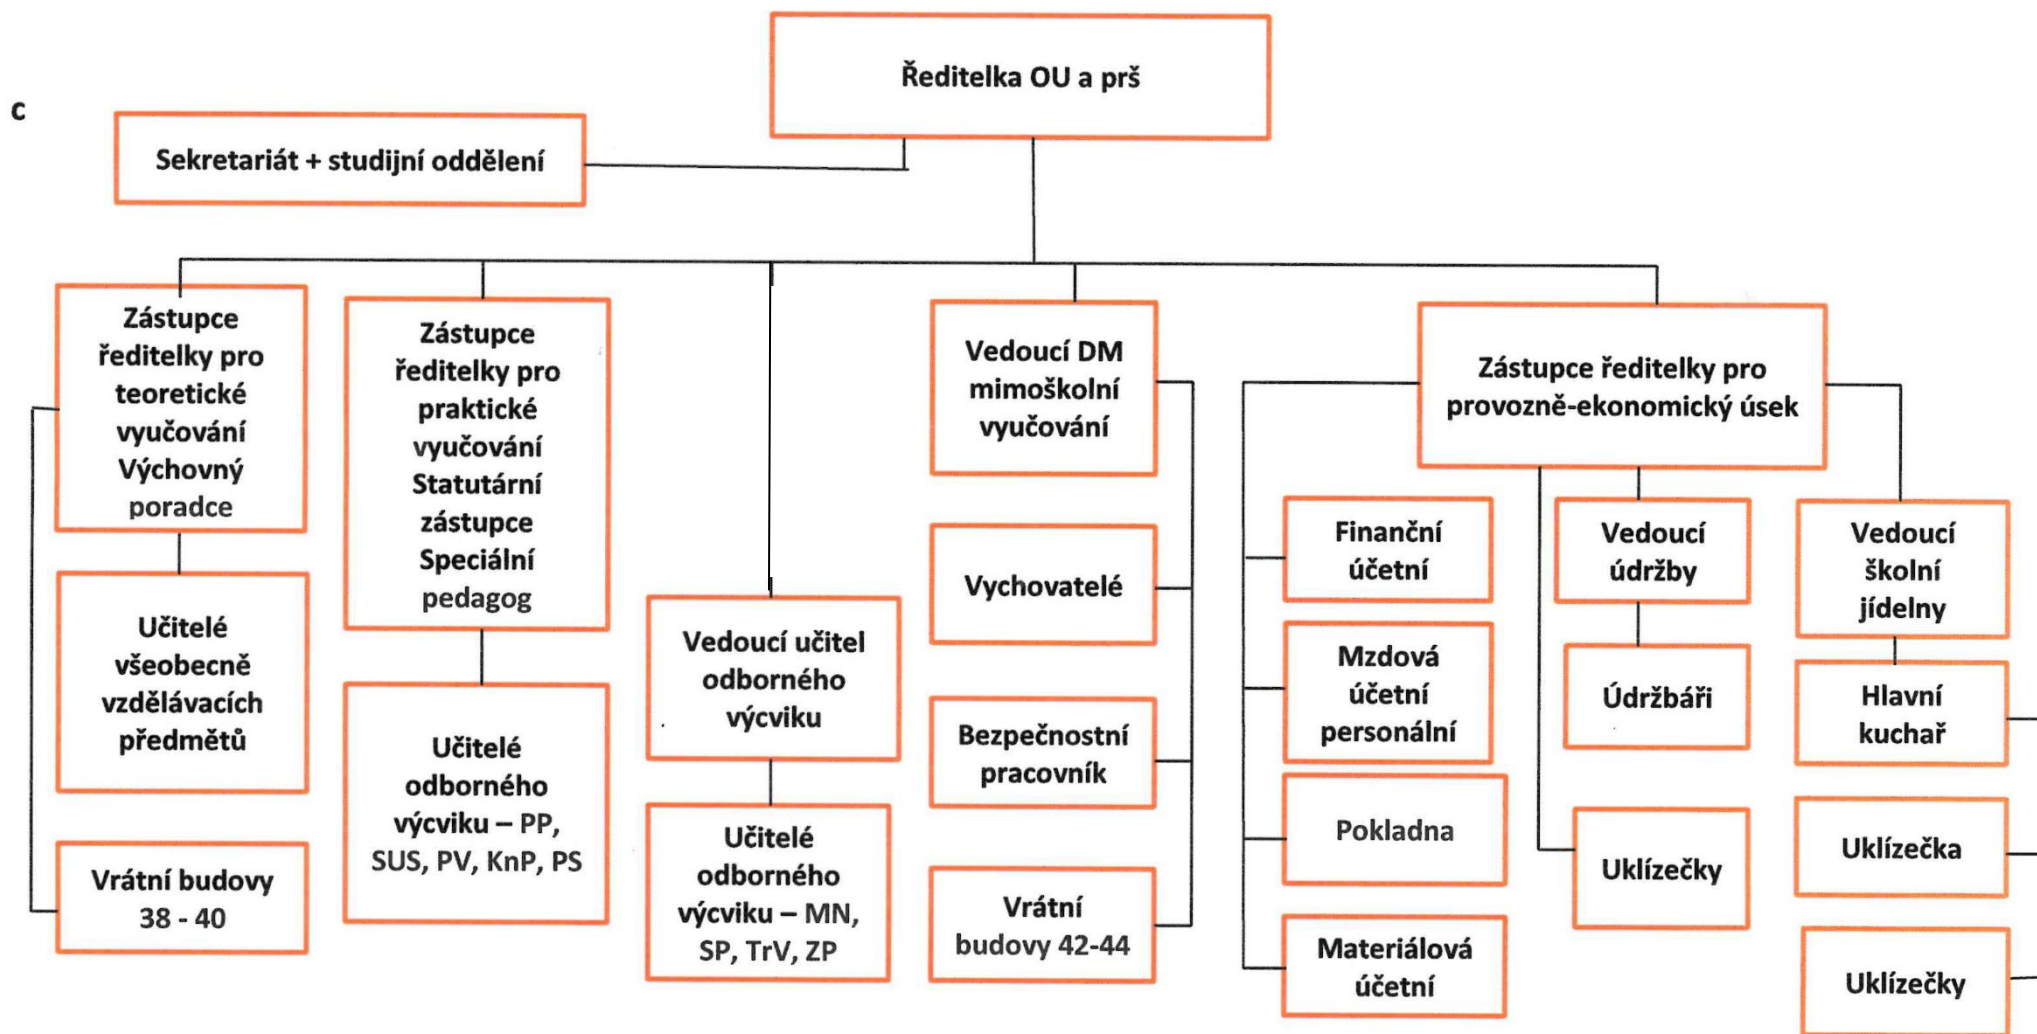 Ředitelka OU a prš
c
Sekretariát + studijní oddělení
Zástupce
ředitelky pro
teoretické
vyučování
Výchovný
poradce
Učitelé
všeobecně
vzdělávacích
předmětů
Vrátní budovy
38 - 40
Zástupce
ředitelky pro
praktické
vyučování
Statutární
zástupce
Speciální
pedagog
Učitelé
odborného
výcviku – PP,
SUS, PV, KnP, PS
Vedoucí učitel
odborného
výcviku
Učitelé
odborného
výcviku – MN,
SP, TrV, ZP
Vedoucí DM
mimoškolní
vyučování
Vychovatelé
Bezpečnostní
pracovník
Vrátní
budovy 42-44
Zástupce ředitelky pro
provozně-ekonomický úsek
Finanční
účetní
Mzdová
účetní
personální
Pokladna
Materiálová
účetní
Vedoucí
údržby
Údržbáři
Uklízečky
Vedoucí
školní
jídelny
Hlavní
kuchař
Uklízečka
Uklízečky